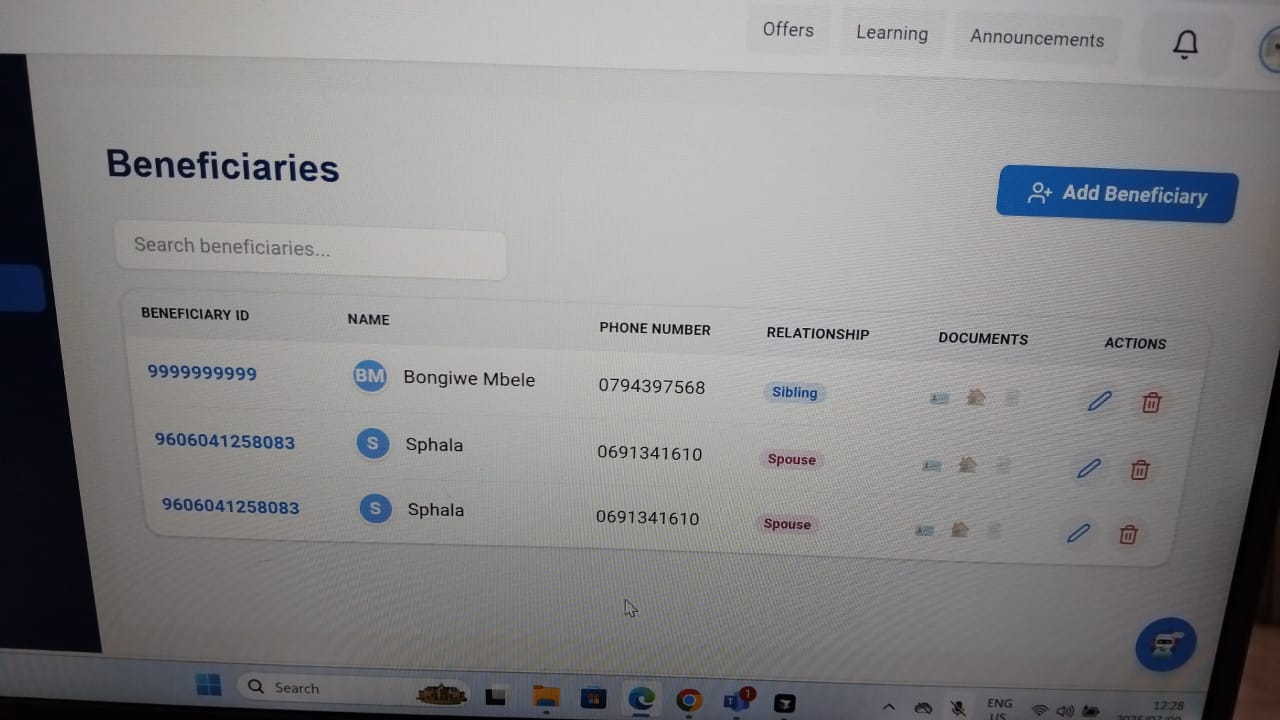 Offers Learning Announcements
Beneficiaries
Add Beneficiary
Search beneficiaries...
BENEFICIARY ID NAME PHONE NUMBER RELATIONSHIP DOCUMENTS ACTIONS
9999999999 BM Bongiwe Mbele 0794397568 Sibling
9606041258083 S Sphala 0691341610 Spouse
9606041258083 S Sphala 0691341610 Spouse
Search 1 ENG 12:28
US